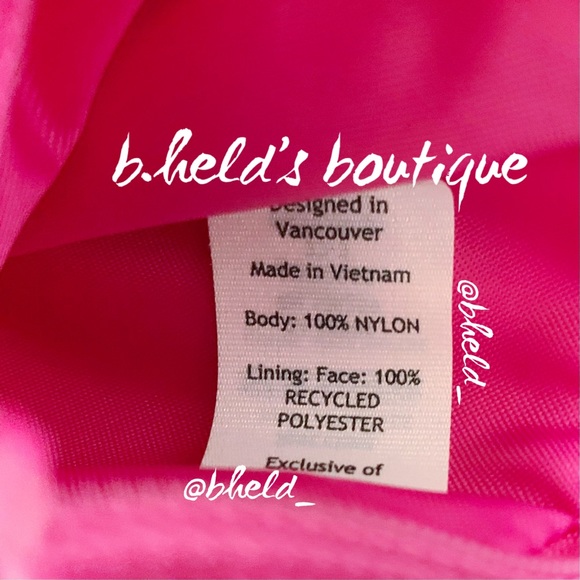 b.held's boutique
Designed in
Vancouver
Made in Vietnam
Body: 100% NYLON
@bheld_
Lining: Face: 100%
RECYCLED
POLYESTER
Exclusive of
@bheld_